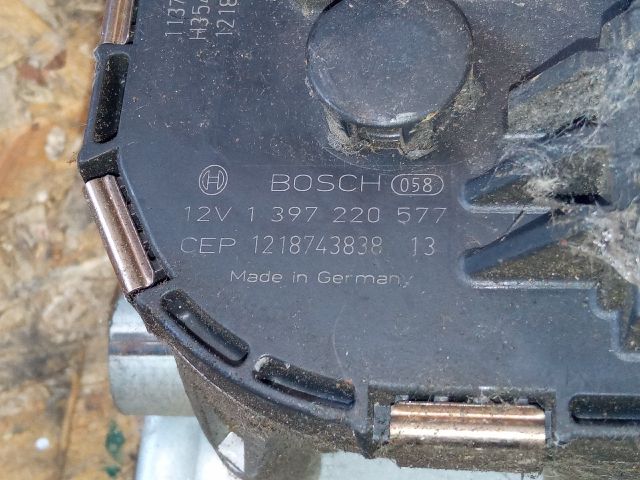 BOSCH 058
12V 1 397 220 577
CEP 1218743838 13
Made in Germany